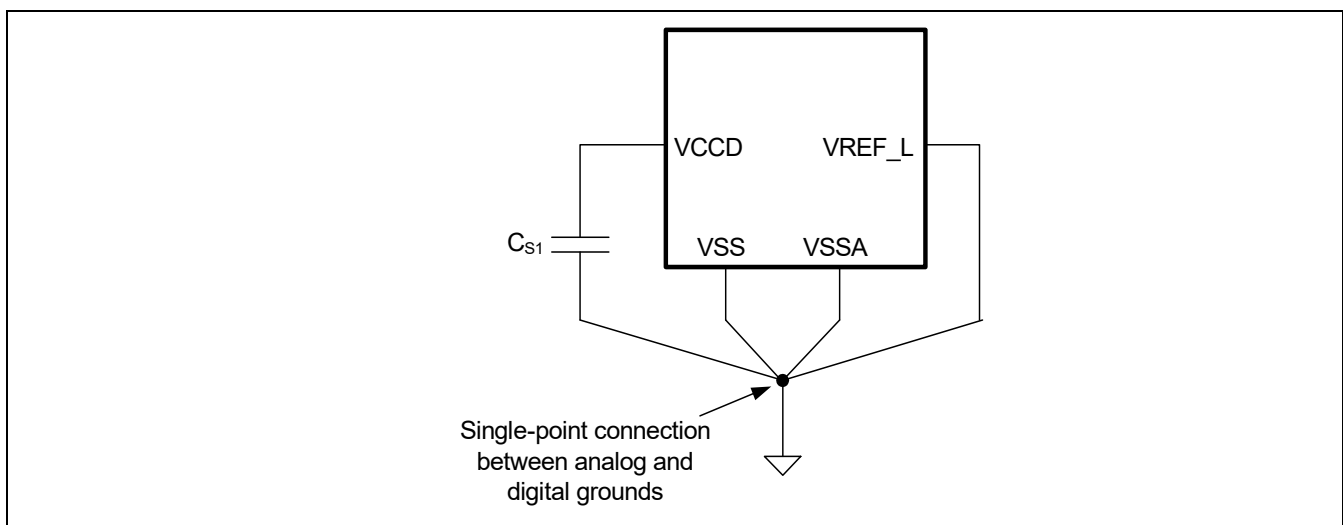 VCCD
VREF_L
CS1
VSS
VSSA
Single-point connection
between analog and
digital grounds